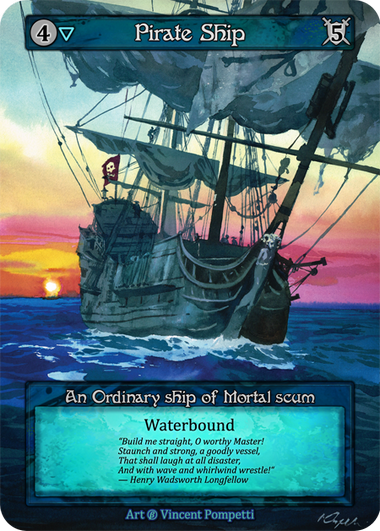 4 Pirate Ship 5
An Ordinary ship of Mortal scum
Waterbound
"Build me straight, O worthy Master!
Staunch and strong, a goodly vessel,
That shall laugh at all disaster,
And with wave and whirlwind wrestle!"
— Henry Wadsworth Longfellow
Art @ Vincent Pompetti